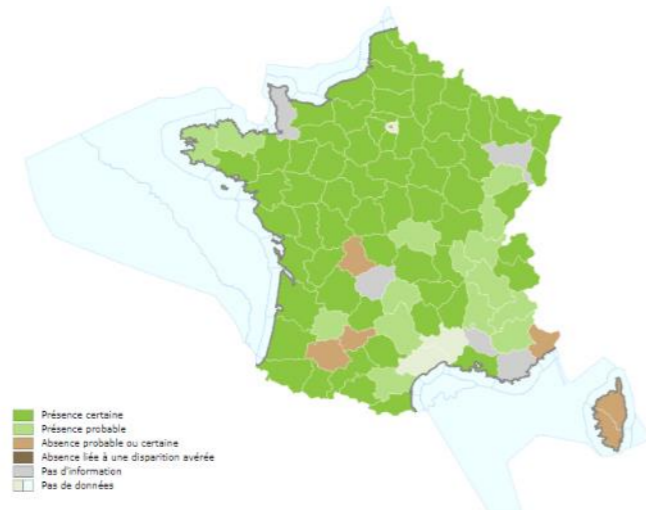 Présence certaine
Présence probable
Absence probable ou certaine
Absence liée à une disparition avérée
Pas d'information
Pas de données